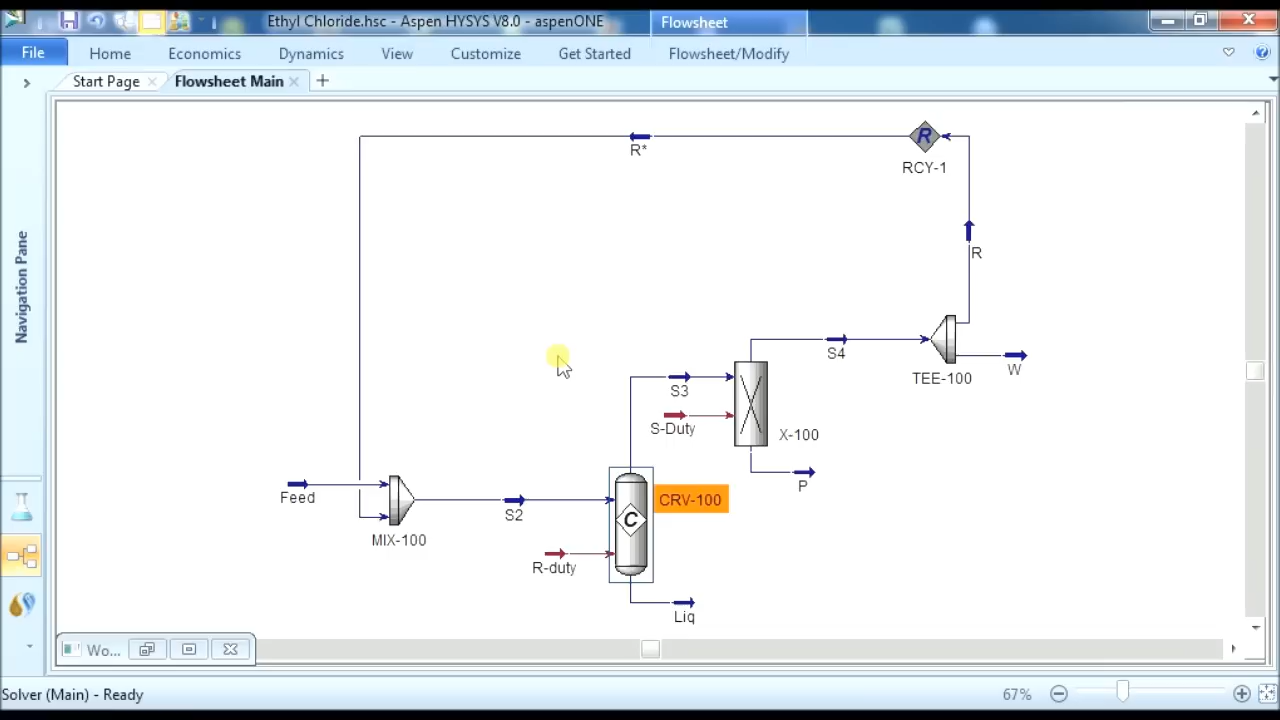 Ethyl Chloride.hsc - Aspen HYSYS V8.0 - aspenONE
Flowsheet
File Home Economics Dynamics View Customize Get Started Flowsheet/Modify
Start Page Flowsheet Main
Navigation Pane
R*
R
RCY-1
R
S4
TEE-100
W
S3
S-Duty
X-100
P
Feed
MIX-100
S2
CRV-100
C
R-duty
Liq
Wo...
Solver (Main) - Ready
67%